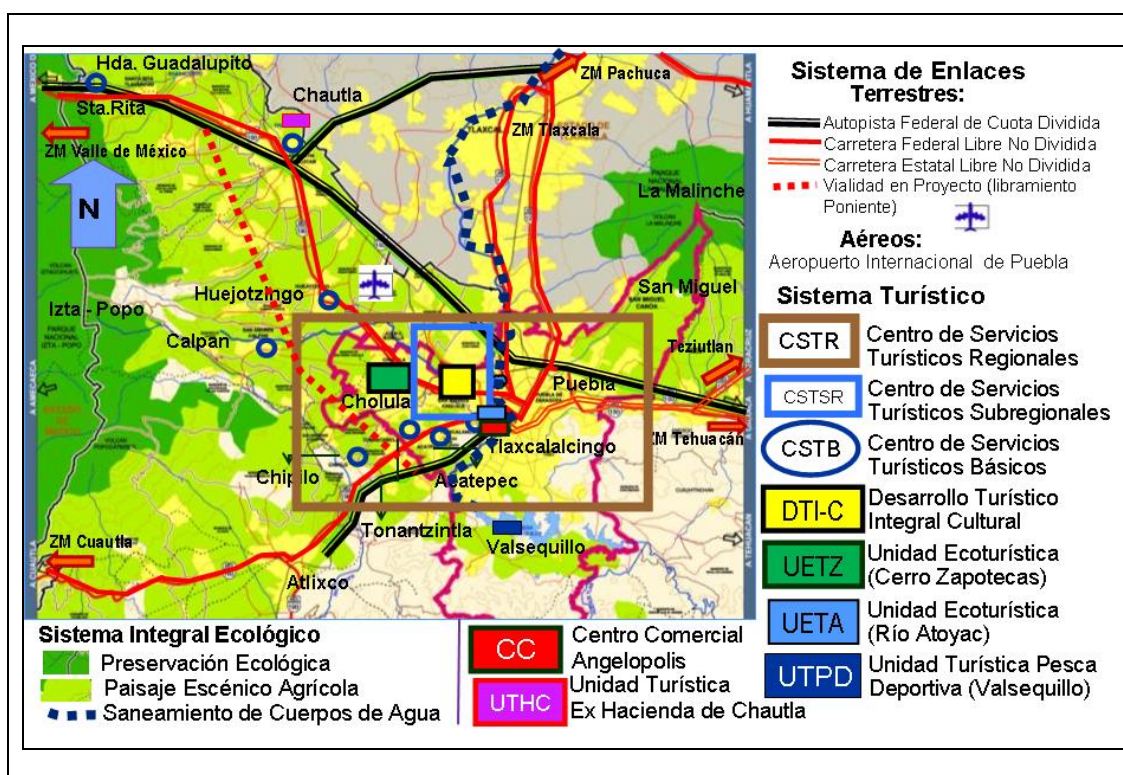 Hda. Guadalupito
Chautla
ZM Pachuca
Sta.Rita
ZM Tlaxcala
ZM Valle de México
N
La Malinche
Huejotzingo
San Miguel
Izta - Popo
Calpan
Teziutlan
Puebla
Cholula
Tlaxcalalcingo
ZM Tehuacán
Chipilo
Acatepec
Tonantzintla
Valsequillo
ZM Cuautla
Atlixco
Sistema de Enlaces
Terrestres:
Autopista Federal de Cuota Dividida
Carretera Federal Libre No Dividida
Carretera Estatal Libre No Dividida
Vialidad en Proyecto (libramiento
Poniente)
Aéreos:
Aeropuerto Internacional de Puebla
Sistema Turístico
CSTR
Centro de Servicios
Turísticos Regionales
CSTSR
Centro de Servicios
Turísticos Subregionales
CSTB
Centro de Servicios
Turísticos Básicos
DTI-C
Desarrollo Turístico
Integral Cultural
UETZ
Unidad Ecoturística
(Cerro Zapotecas)
UETA
Unidad Ecoturística
(Río Atoyac)
UTPD
Unidad Turística Pesca
Deportiva (Valsequillo)
Sistema Integral Ecológico
Preservación Ecológica
Paisaje Escénico Agrícola
Saneamiento de Cuerpos de Agua
CC
Centro Comercial
Angelopolis
UTHC
Unidad Turística
Ex Hacienda de Chautla